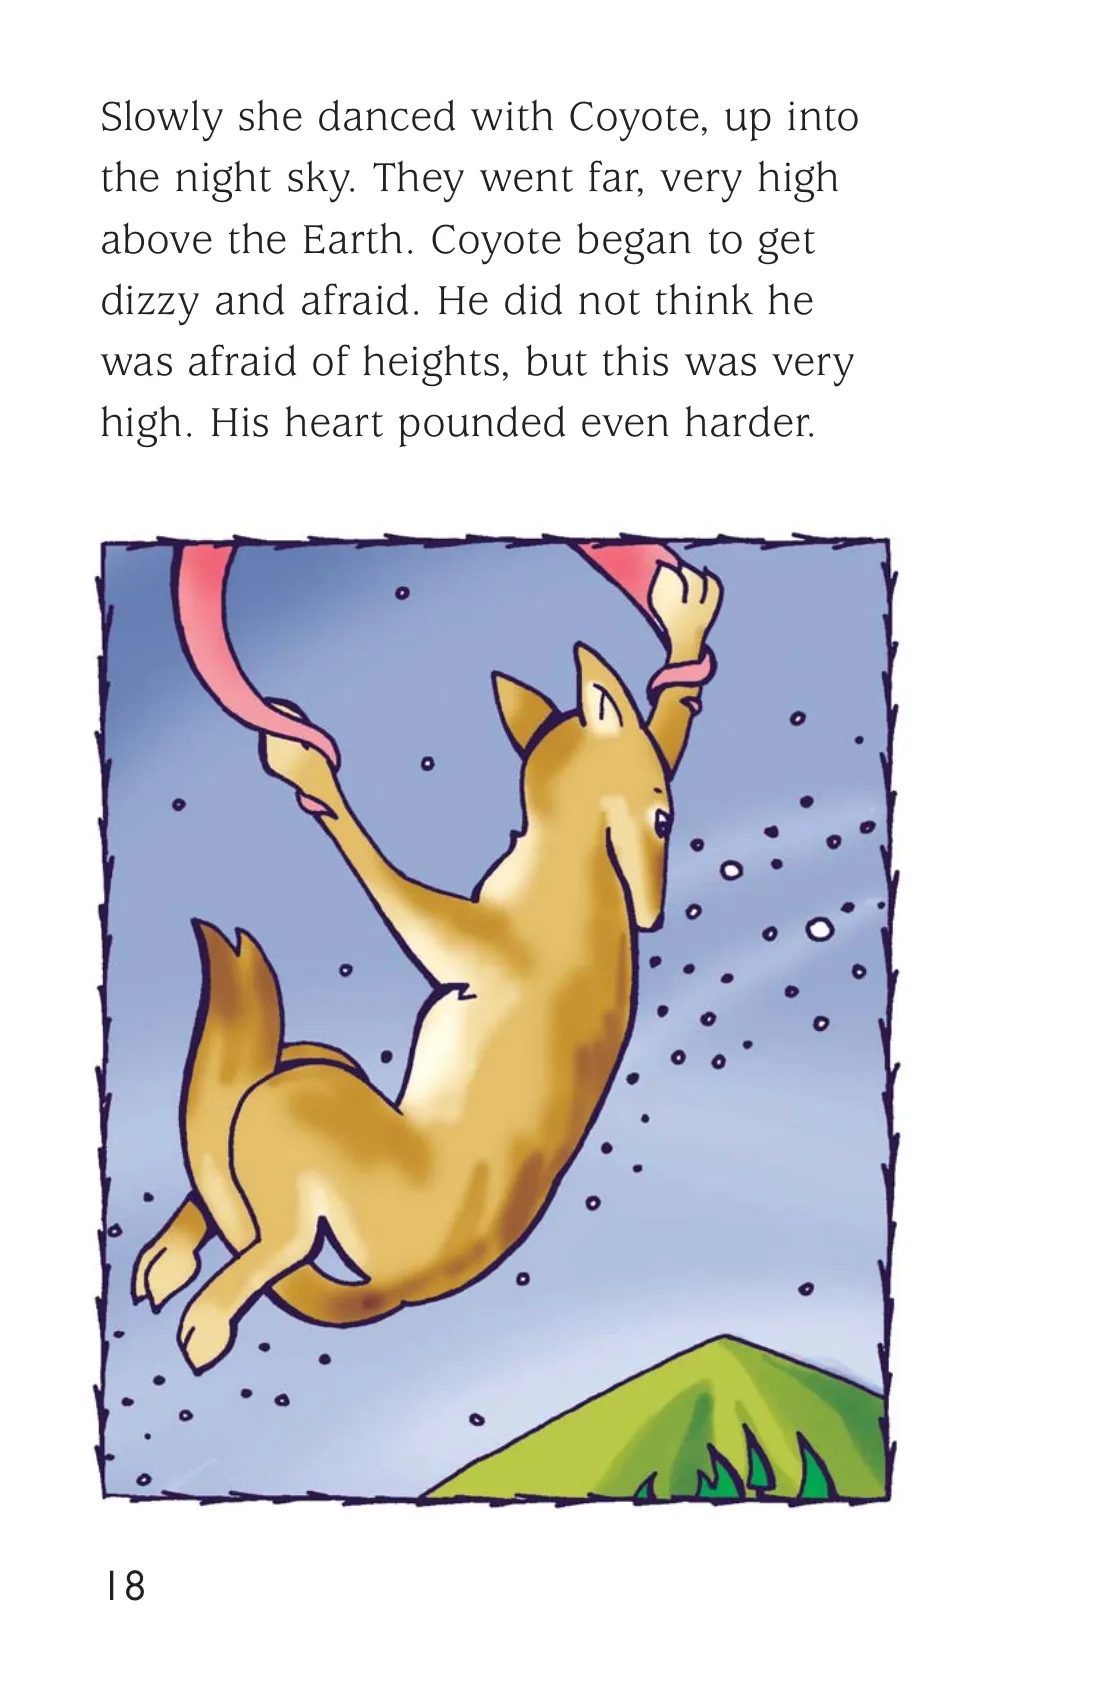 Slowly she danced with Coyote, up into
the night sky. They went far, very high
above the Earth. Coyote began to get
dizzy and afraid. He did not think he
was afraid of heights, but this was very
high. His heart pounded even harder.
18